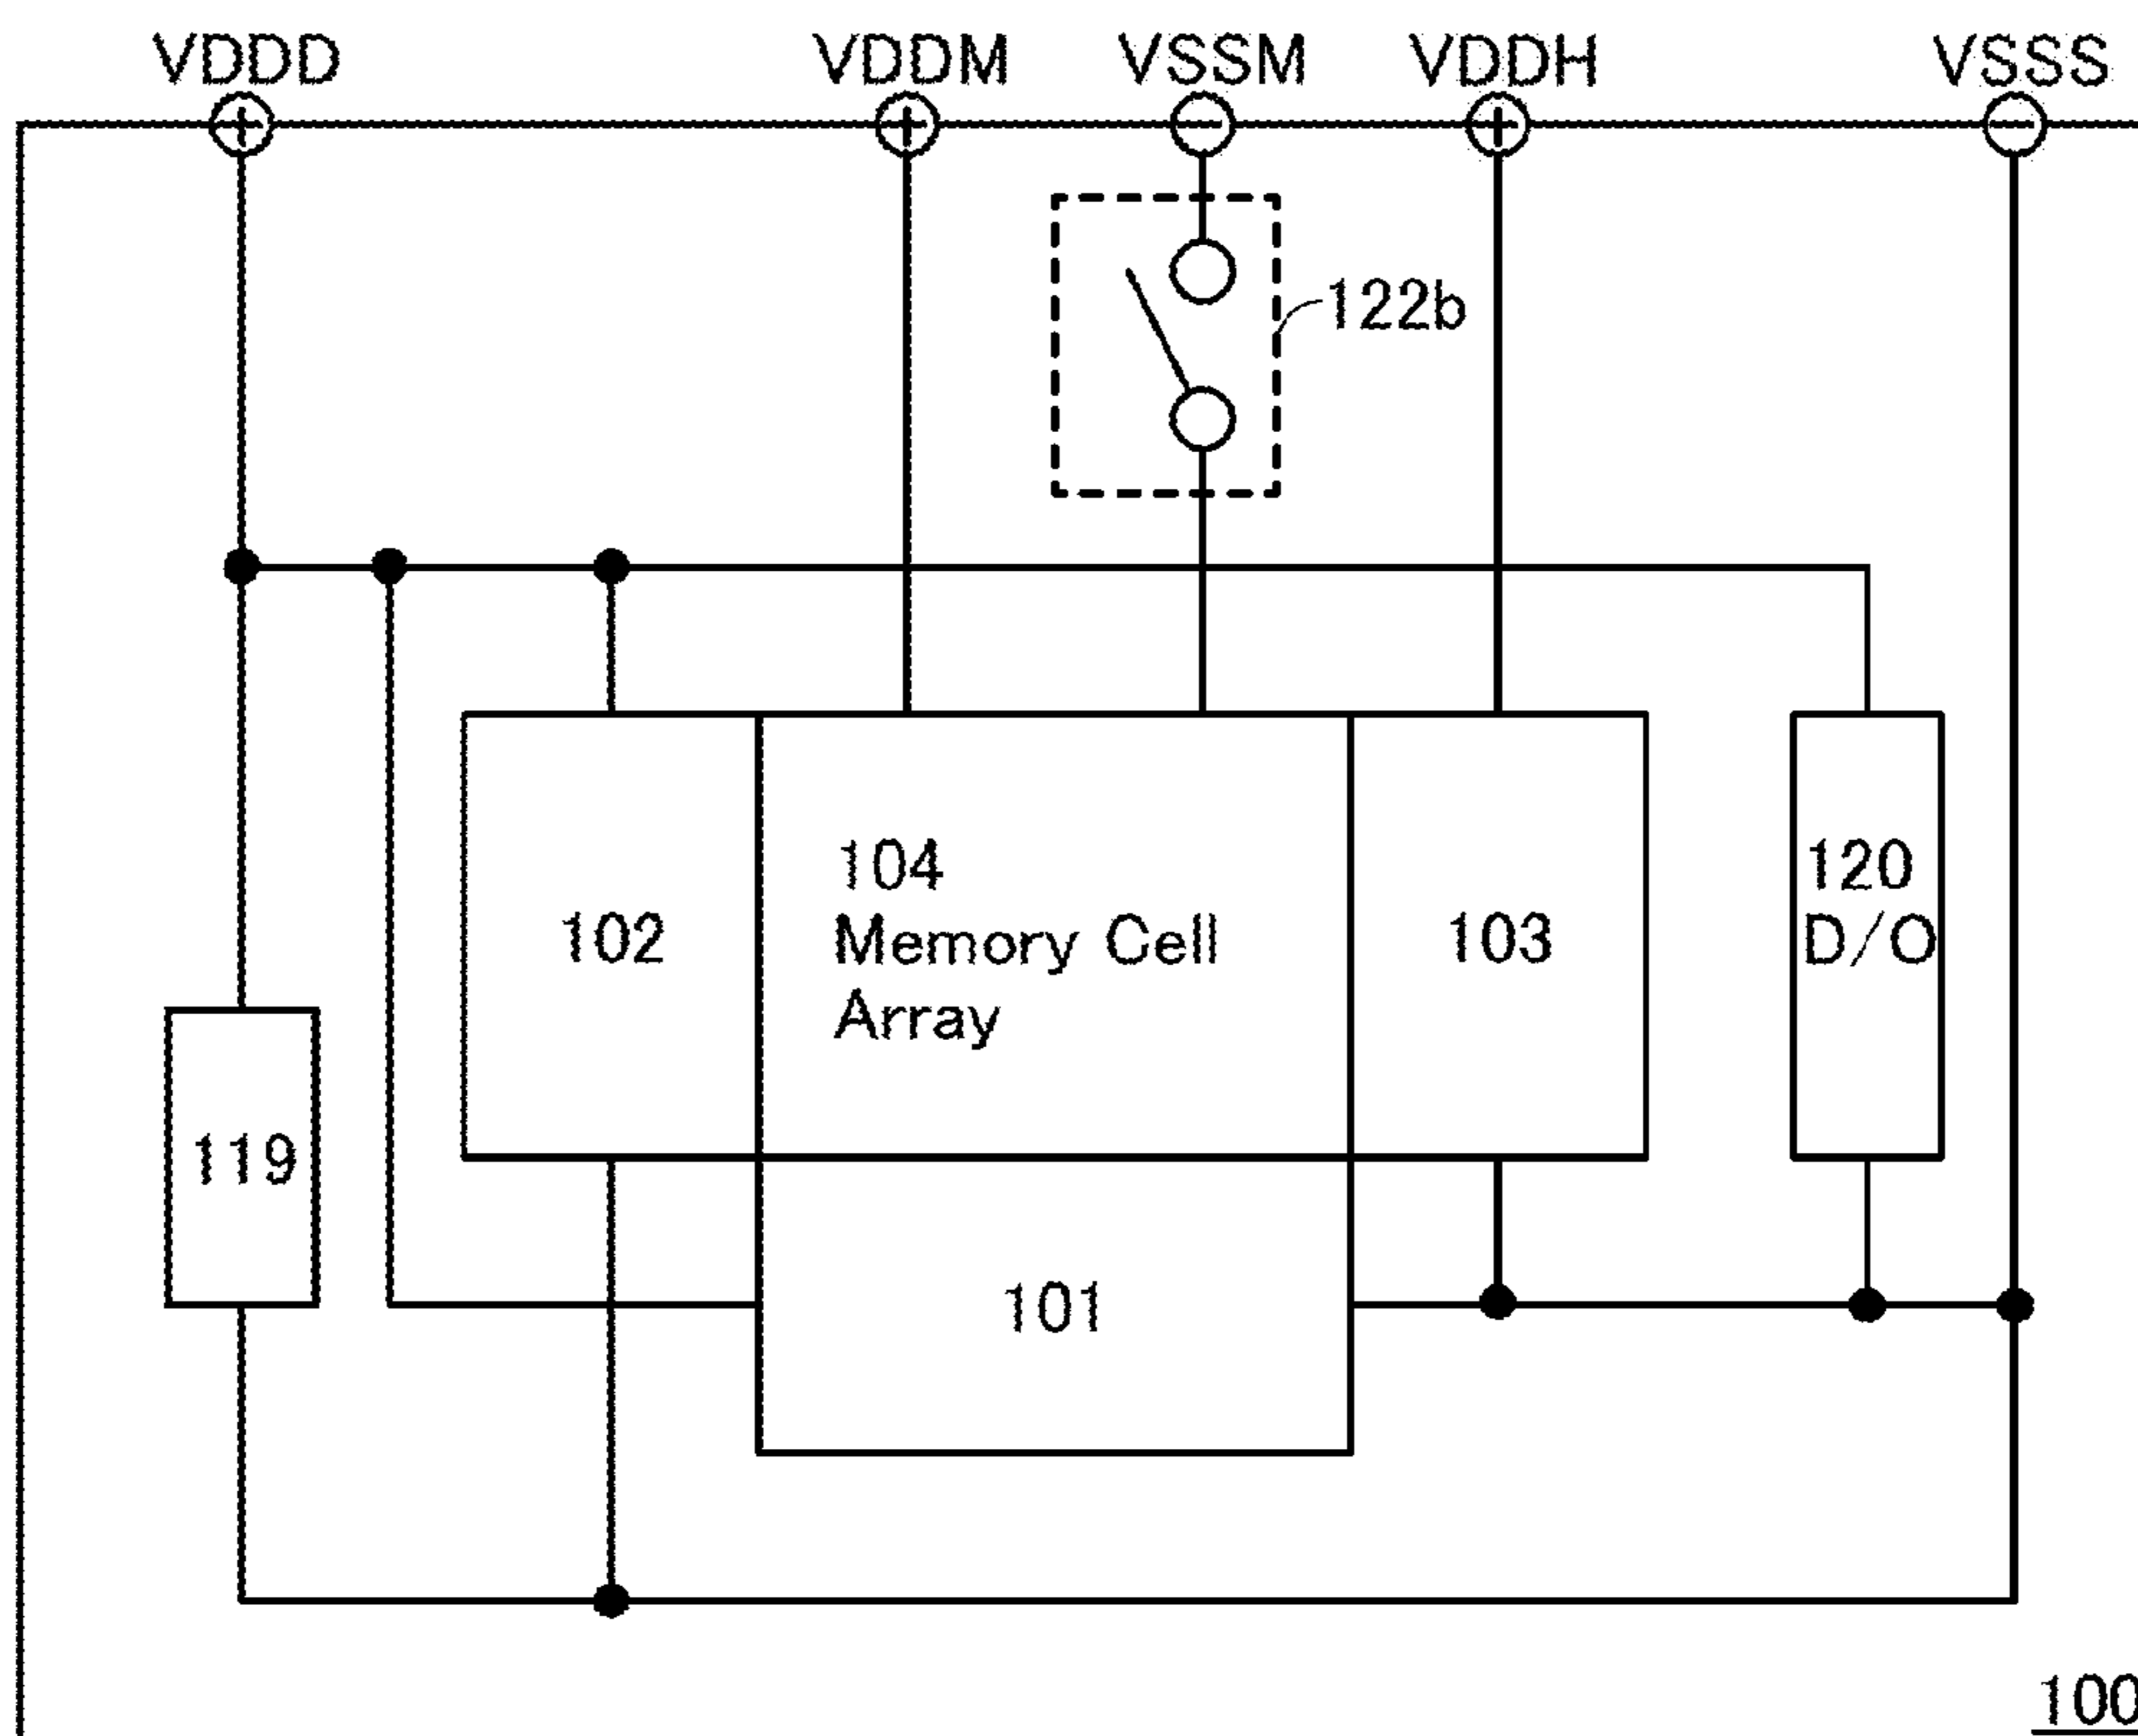 VDDD VDDM VSSM VDDH VSSS
122b
104
Memory Cell
Array
102
103
120
D/O
119
101
100